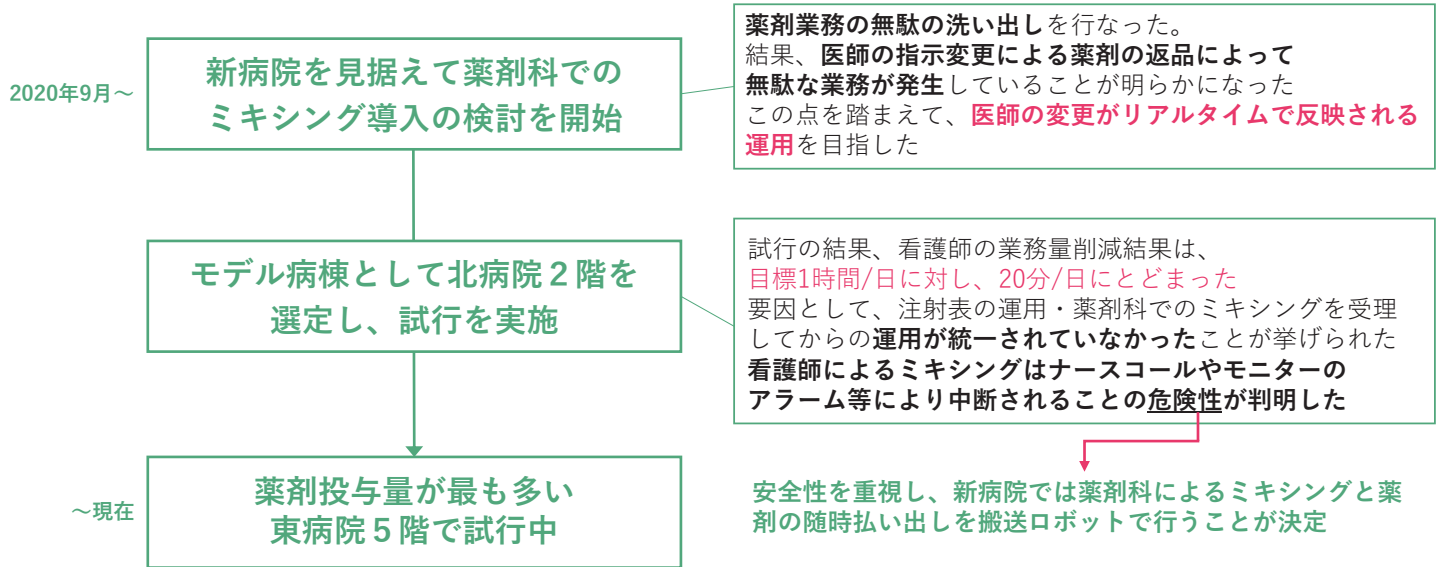 2020年9月～
新病院を見据えて薬剤科での
ミキシング導入の検討を開始
薬剤業務の無駄の洗い出しを行なった。
結果、医師の指示変更による薬剤の返品によって
無駄な業務が発生していることが明らかになった
この点を踏まえて、医師の変更がリアルタイムで反映される
運用を目指した
モデル病棟として北病院２階を
選定し、試行を実施
試行の結果、看護師の業務量削減結果は、
目標1時間/日に対し、20分/日にとどまった
要因として、注射表の運用・薬剤科でのミキシングを受理
してからの運用が統一されていなかったことが挙げられた
看護師によるミキシングはナースコールやモニターの
アラーム等により中断されることの危険性が判明した
～現在
薬剤投与量が最も多い
東病院５階で試行中
安全性を重視し、新病院では薬剤科によるミキシングと薬
剤の随時払い出しを搬送ロボットで行うことが決定